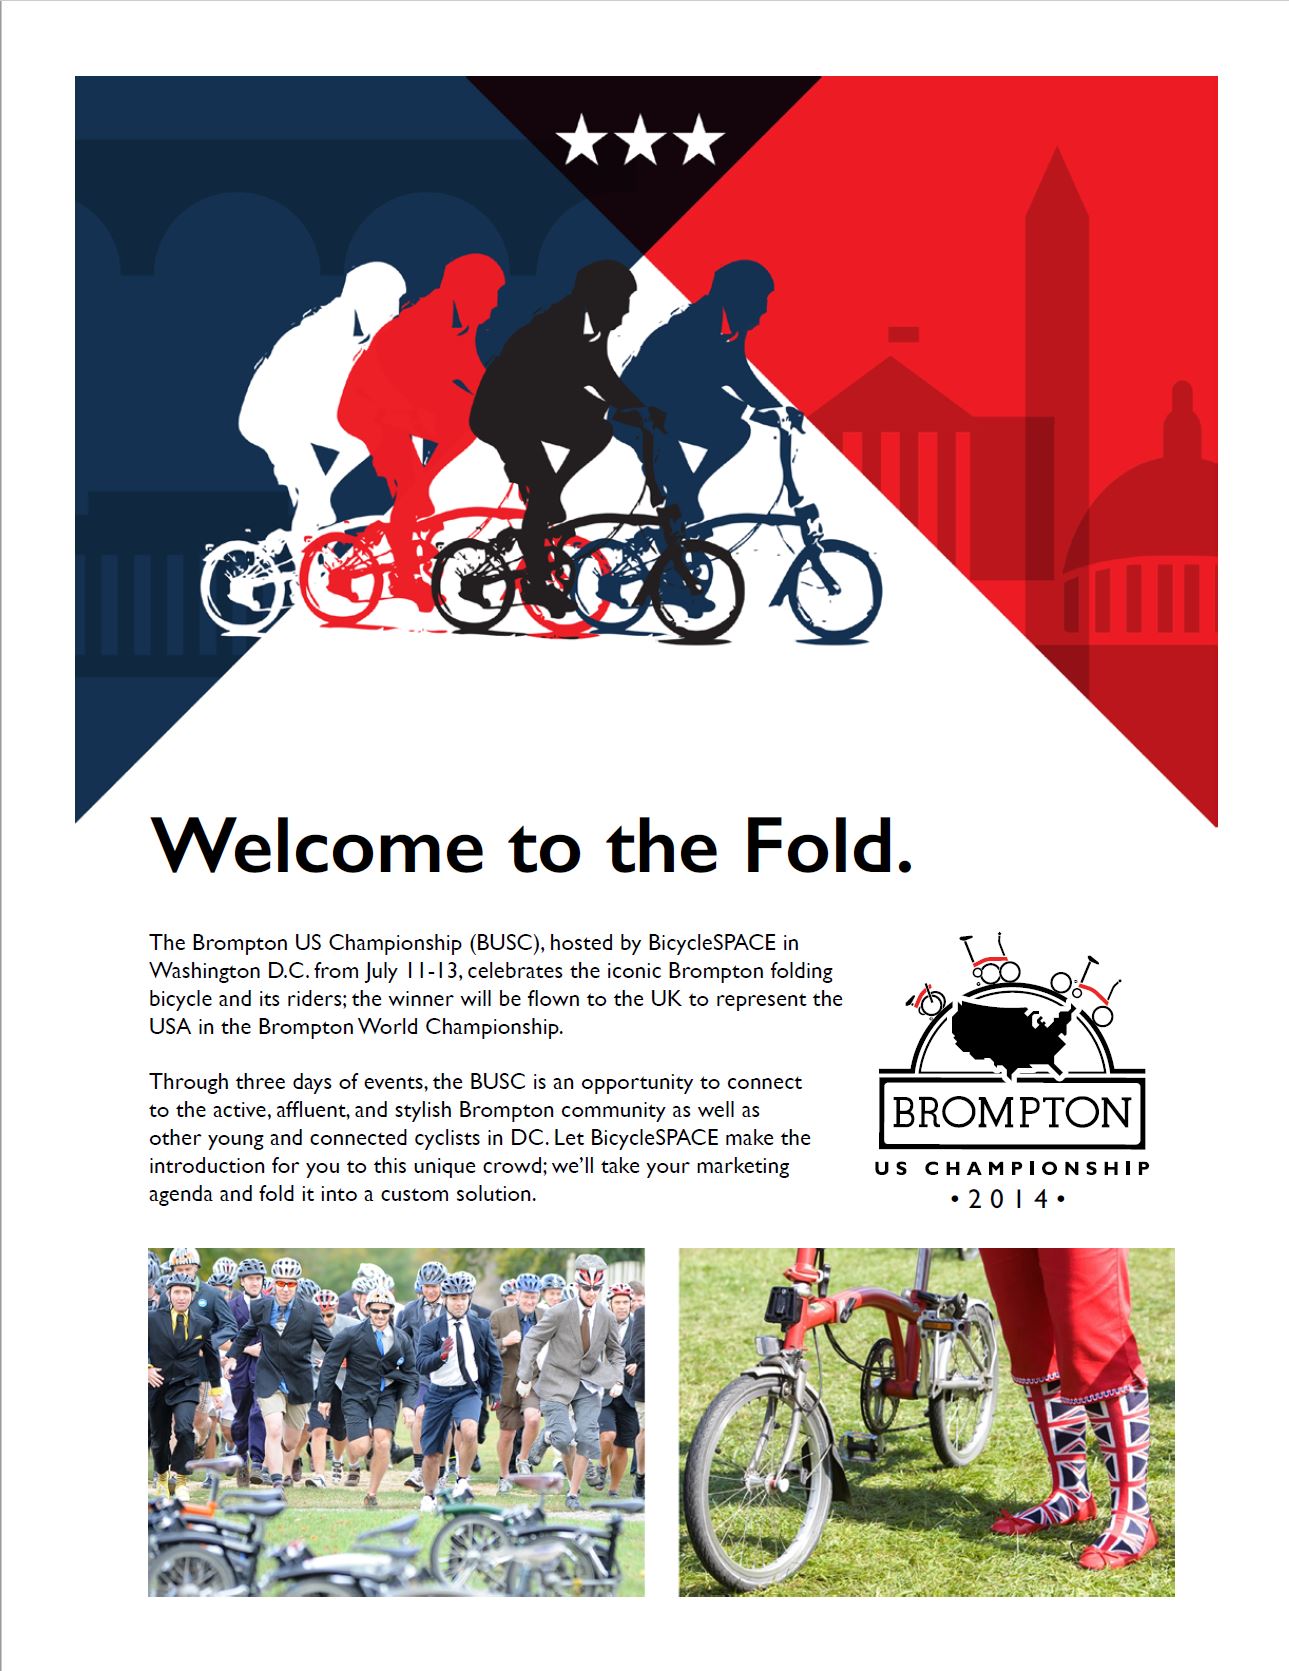 Welcome to the Fold.
The Brompton US Championship (BUSC), hosted by BicycleSPACE in
Washington D.C. from July 11-13, celebrates the iconic Brompton folding
bicycle and its riders; the winner will be flown to the UK to represent the
USA in the Brompton World Championship.
Through three days of events, the BUSC is an opportunity to connect
to the active, affluent, and stylish Brompton community as well as
other young and connected cyclists in DC. Let BicycleSPACE make the
introduction for you to this unique crowd; we'll take your marketing
agenda and fold it into a custom solution.
BROMPTON
US CHAMPIONSHIP
• 2014 •